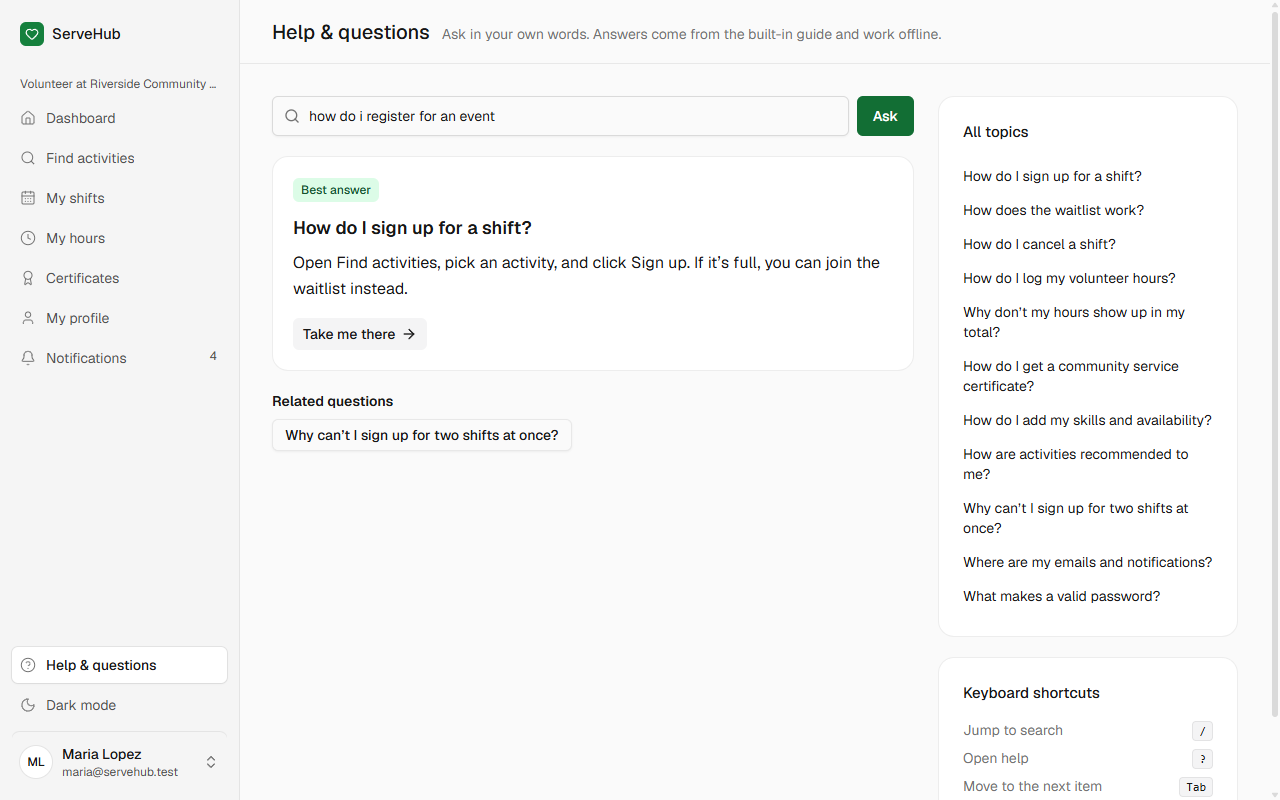 ServeHub
Volunteer at Riverside Community ...
Dashboard
Find activities
My shifts
My hours
Certificates
My profile
Notifications
4
Help & questions
Dark mode
ML
Maria Lopez
maria@servehub.test
Help & questions
Ask in your own words. Answers come from the built-in guide and work offline.
how do i register for an event
Ask
Best answer
How do I sign up for a shift?
Open Find activities, pick an activity, and click Sign up. If it’s full, you can join the
waitlist instead.
Take me there
Related questions
Why can’t I sign up for two shifts at once?
All topics
How do I sign up for a shift?
How does the waitlist work?
How do I cancel a shift?
How do I log my volunteer hours?
Why don’t my hours show up in my
total?
How do I get a community service
certificate?
How do I add my skills and availability?
How are activities recommended to
me?
Why can’t I sign up for two shifts at
once?
Where are my emails and notifications?
What makes a valid password?
Keyboard shortcuts
Jump to search
/
Open help
?
Move to the next item
Tab